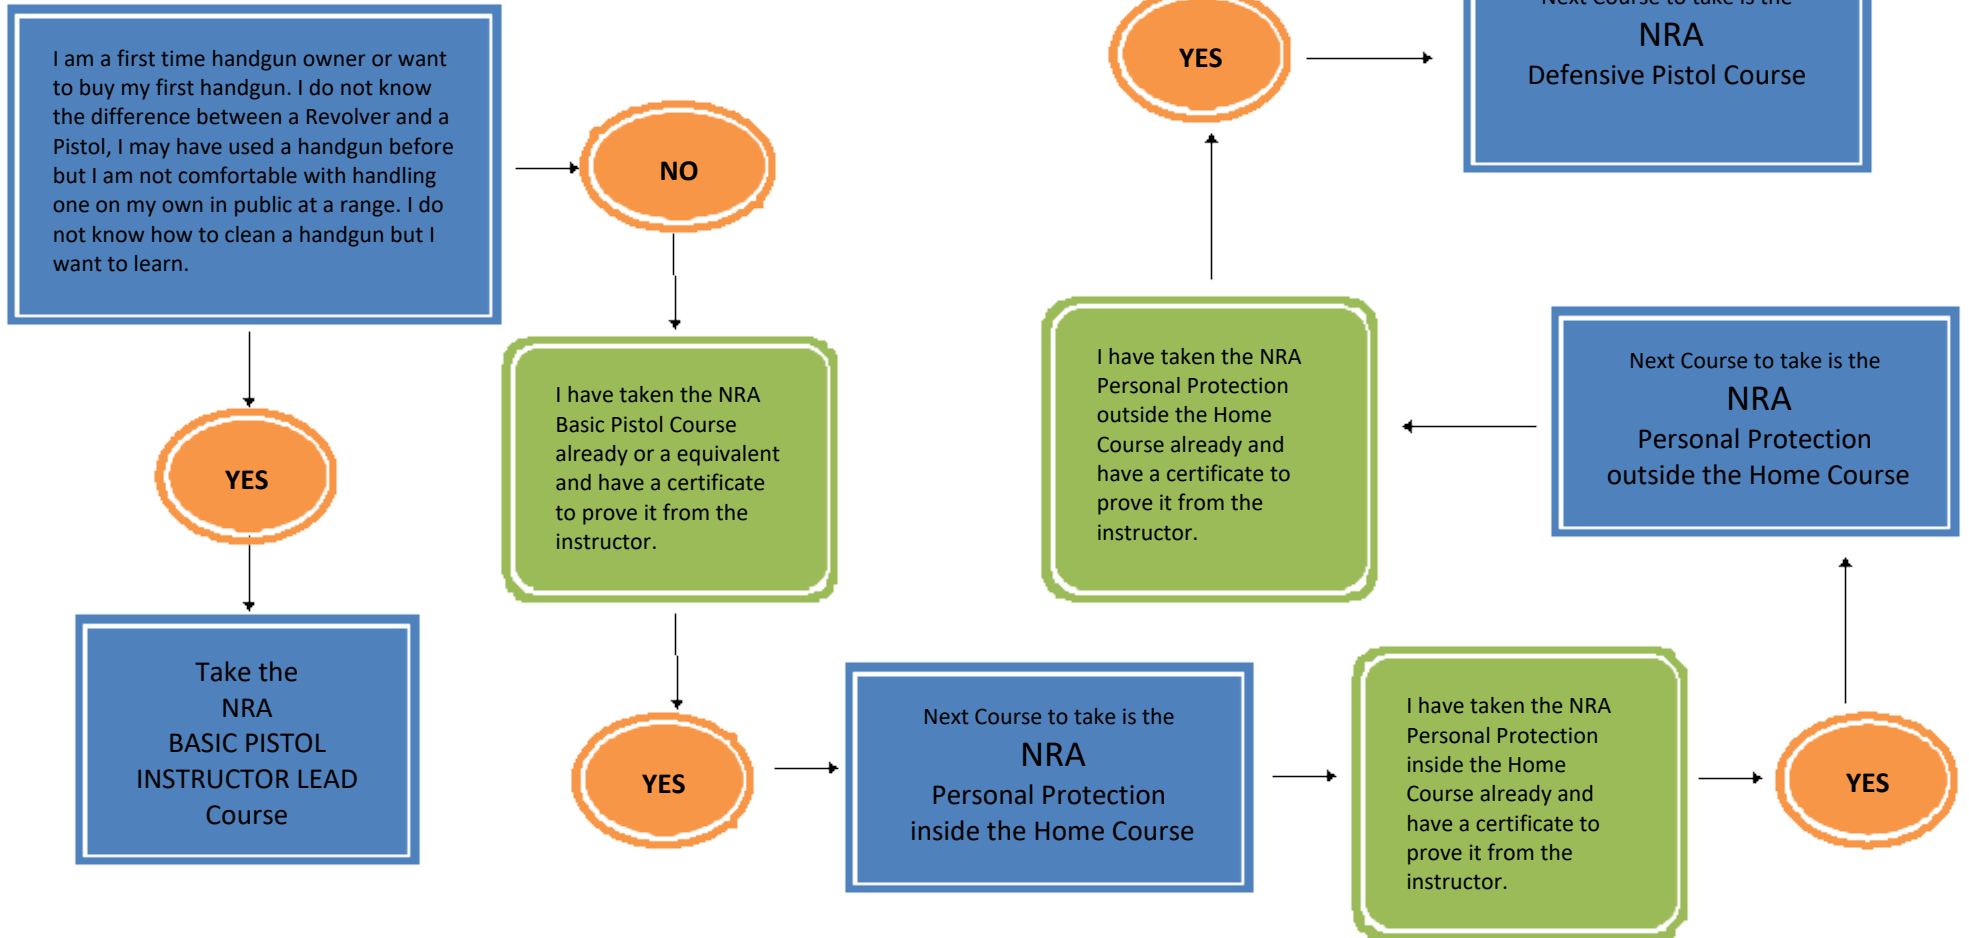 I am a first time handgun owner or want
to buy my first handgun. I do not know
the difference between a Revolver and a
Pistol, I may have used a handgun before
but I am not comfortable with handling
one on my own in public at a range. I do
not know how to clean a handgun but I
want to learn.
NO
YES
Take the
NRA
BASIC PISTOL
INSTRUCTOR LEAD
Course
I have taken the NRA
Basic Pistol Course
already or a equivalent
and have a certificate
to prove it from the
instructor.
YES
Next Course to take is the
NRA
Personal Protection
inside the Home Course
I have taken the NRA
Personal Protection
inside the Home
Course already and
have a certificate to
prove it from the
instructor.
YES
Next Course to take is the
NRA
Personal Protection
outside the Home Course
I have taken the NRA
Personal Protection
outside the Home
Course already and
have a certificate to
prove it from the
instructor.
YES
Next Course to take is the
NRA
Defensive Pistol Course